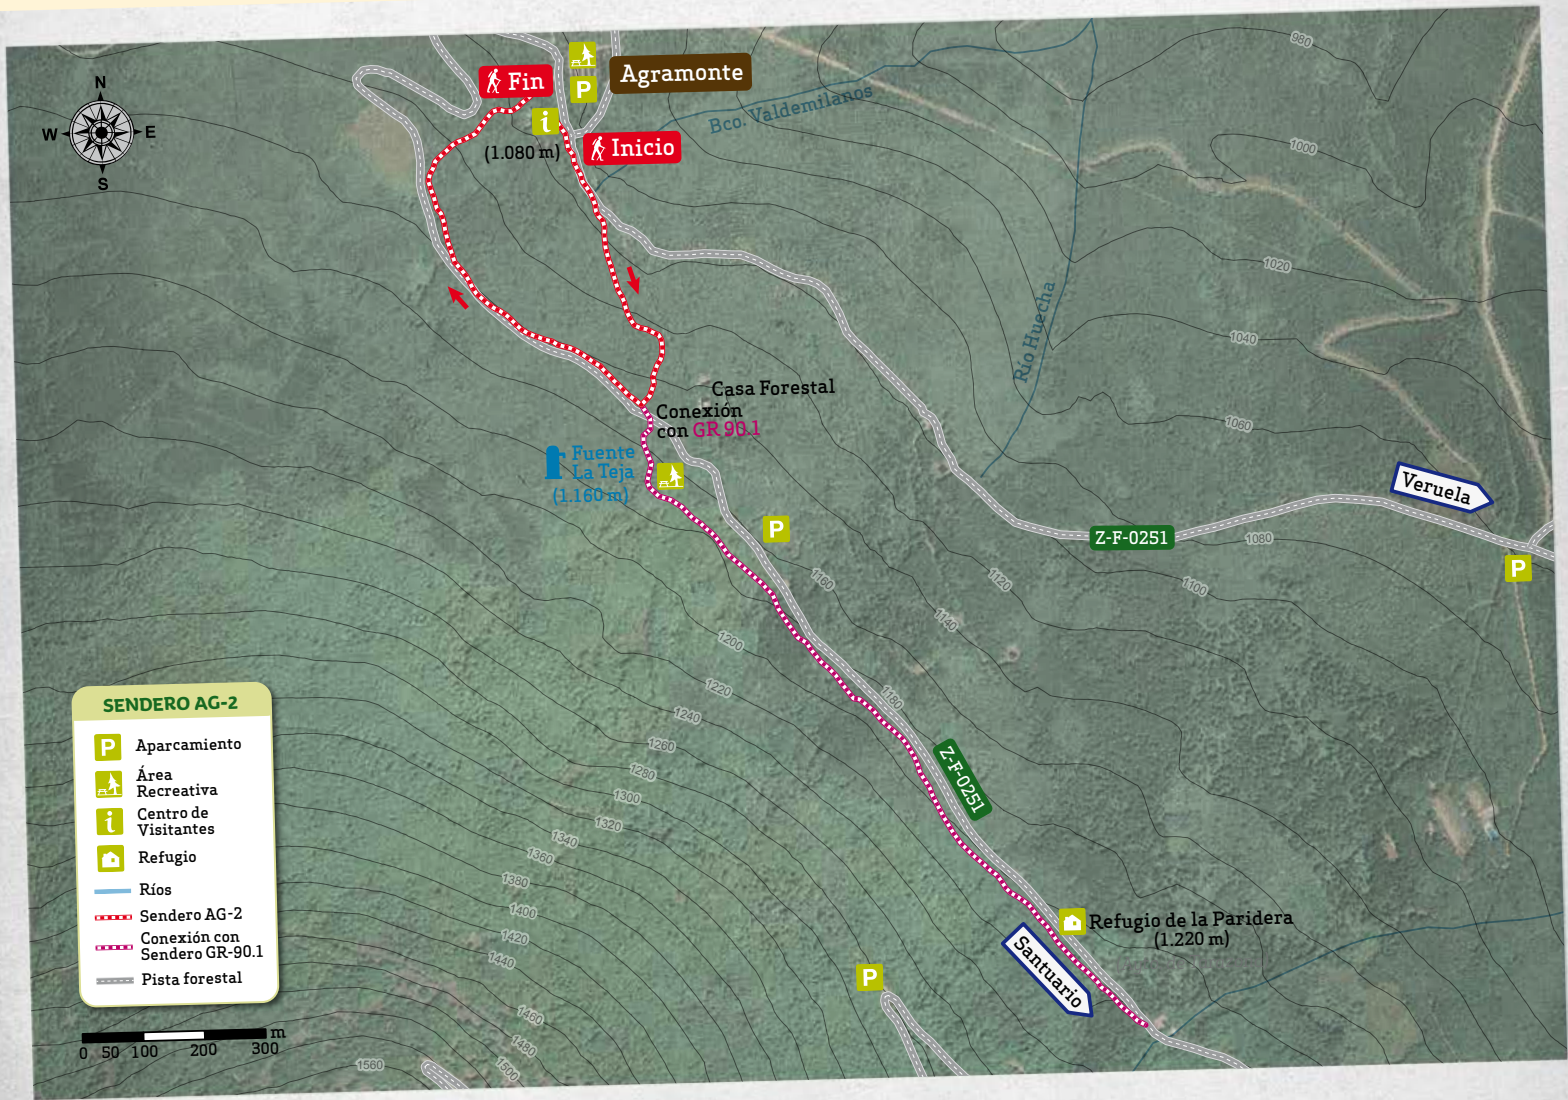 N
W
E
S
Fin
P
Agramonte
i
(1.080 m)
Inicio
Bco. Valdemilanos
980
1000
1020
Río Huecha
1040
1060
Casa Forestal
Conexión
con GR 90.1
Fuente
La Teja
(1.160 m)
P
Veruela
Z-F-0251
1080
P
1160
1120
1100
1140
1200
1180
1220
1240
1260
1280
1300
1320
1340
1360
1380
1400
1420
1440
1460
1480
1500
1560
Z-F-0251
Refugio de la Paridera
(1.220 m)
Santuario
P
SENDERO AG-2
P Aparcamiento
Área
Recreativa
i Centro de
Visitantes
Refugio
Ríos
Sendero AG-2
Conexión con
Sendero GR-90.1
Pista forestal
m
0 50 100 200 300